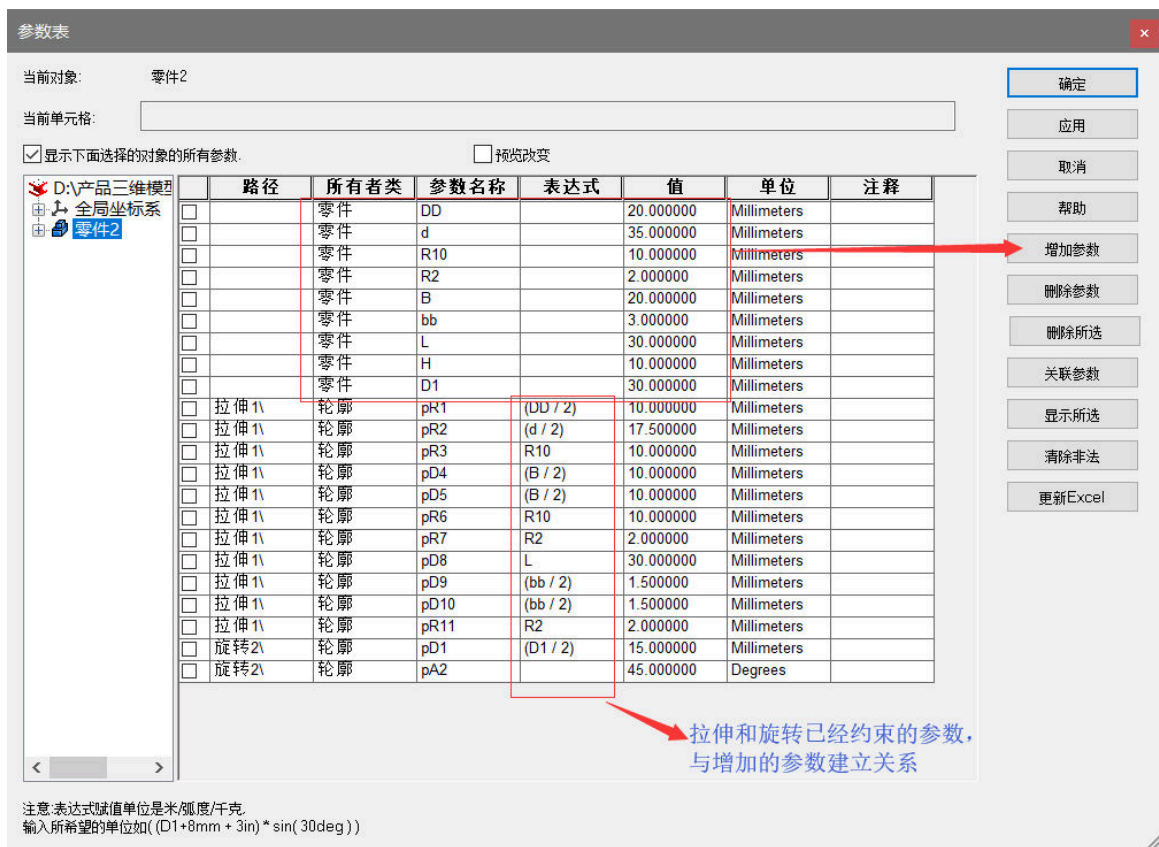 参数表
当前对象: 零件2
确定
当前单元格:
应用
显示下面选择的对象的所有参数.
预览改变
取消
帮助
增加参数
删除参数
删除所选
关联参数
显示所选
清除非法
更新Excel
D:\产品三维模型
全局坐标系
零件2
路径 所有者类 参数名称 表达式 值 单位 注释
零件 DD 20.000000 Millimeters
零件 d 35.000000 Millimeters
零件 R10 10.000000 Millimeters
零件 R2 2.000000 Millimeters
零件 B 20.000000 Millimeters
零件 bb 3.000000 Millimeters
零件 L 30.000000 Millimeters
零件 H 10.000000 Millimeters
零件 D1 30.000000 Millimeters
拉伸1\ 轮廓 pR1 (DD / 2) 10.000000 Millimeters
拉伸1\ 轮廓 pR2 (d / 2) 17.500000 Millimeters
拉伸1\ 轮廓 pR3 R10 10.000000 Millimeters
拉伸1\ 轮廓 pD4 (B / 2) 10.000000 Millimeters
拉伸1\ 轮廓 pD5 (B / 2) 10.000000 Millimeters
拉伸1\ 轮廓 pR6 R10 10.000000 Millimeters
拉伸1\ 轮廓 pR7 R2 2.000000 Millimeters
拉伸1\ 轮廓 pD8 L 30.000000 Millimeters
拉伸1\ 轮廓 pD9 (bb / 2) 1.500000 Millimeters
拉伸1\ 轮廓 pD10 (bb / 2) 1.500000 Millimeters
拉伸1\ 轮廓 pR11 R2 2.000000 Millimeters
旋转2\ 轮廓 pD1 (D1 / 2) 15.000000 Millimeters
旋转2\ 轮廓 pA2 45.000000 Degrees
拉伸和旋转已经约束的参数，
与增加的参数建立关系
注意:表达式赋值单位是米/弧度/千克.
输入所希望的单位如( (D1+8mm + 3in) * sin( 30deg ) )